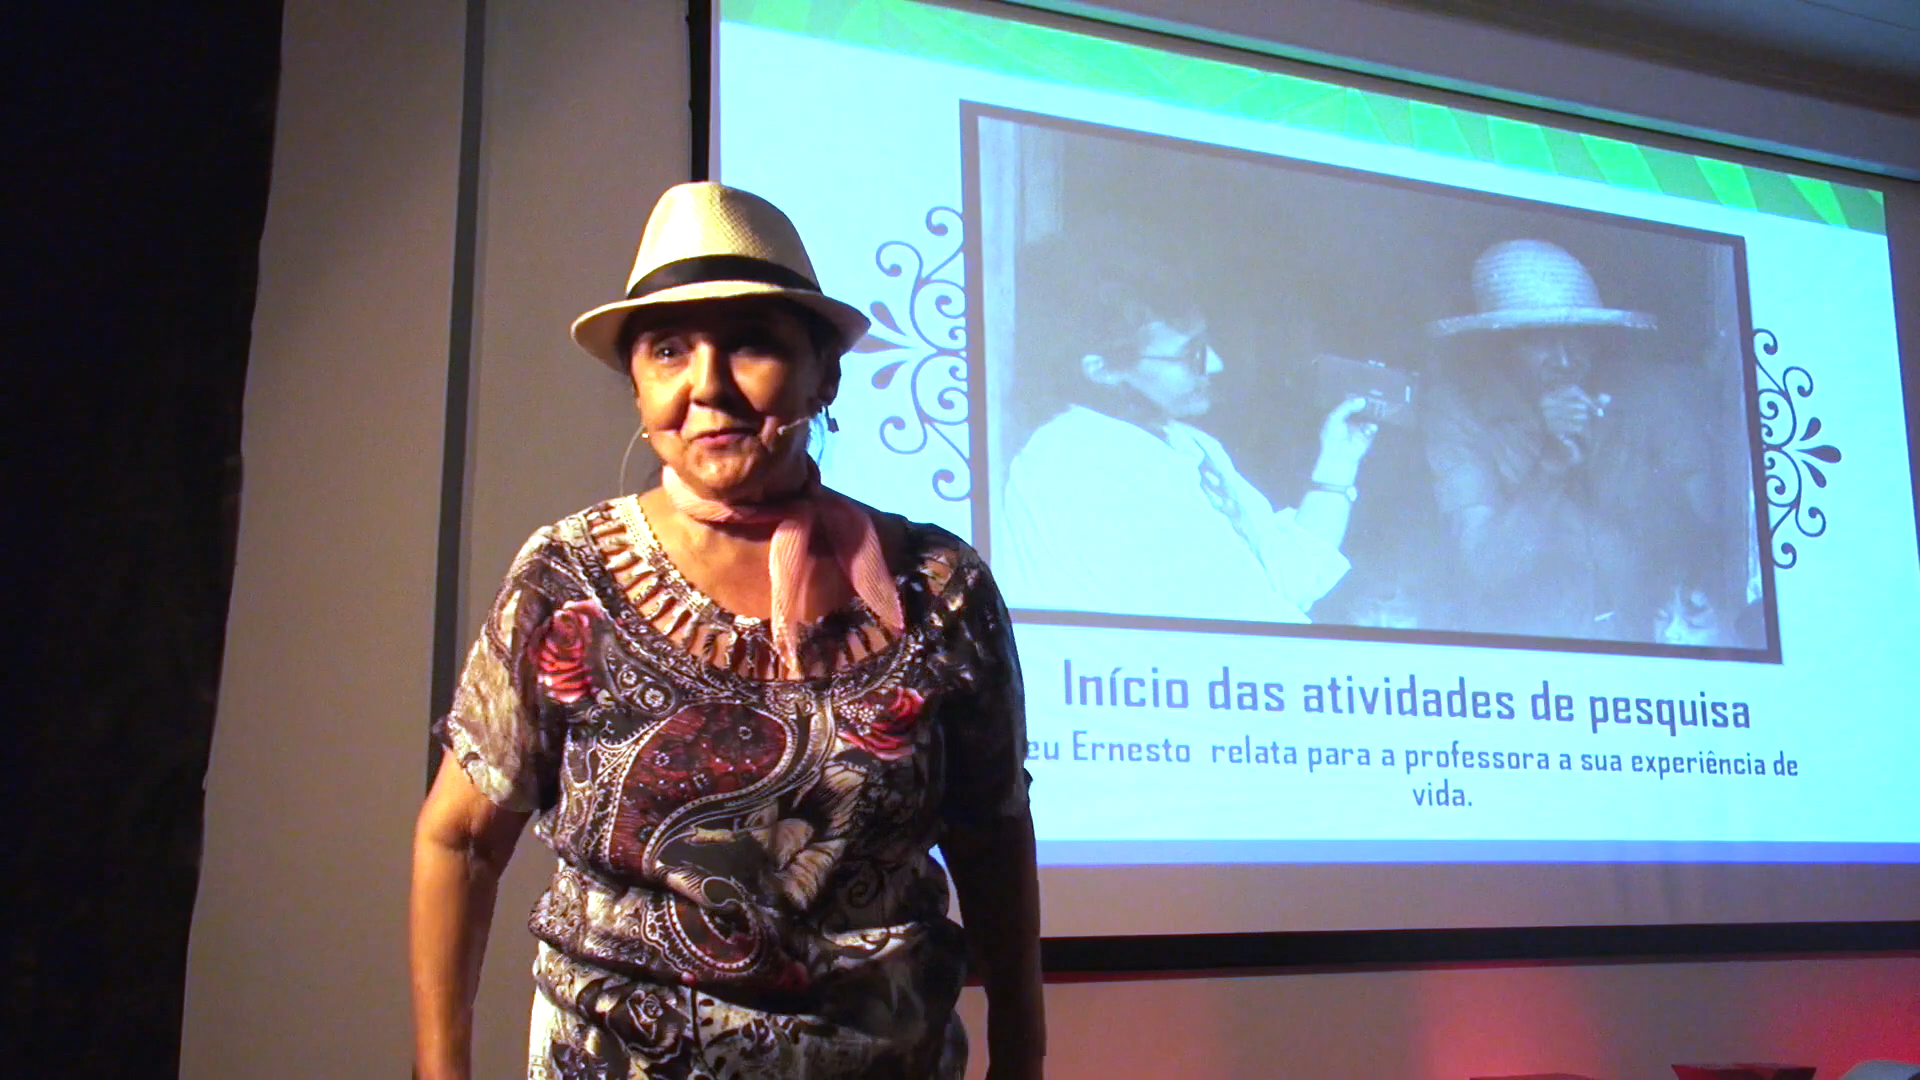 Início das atividades de pesquisa
eu Ernesto relata para a professora a sua experiência de
vida.